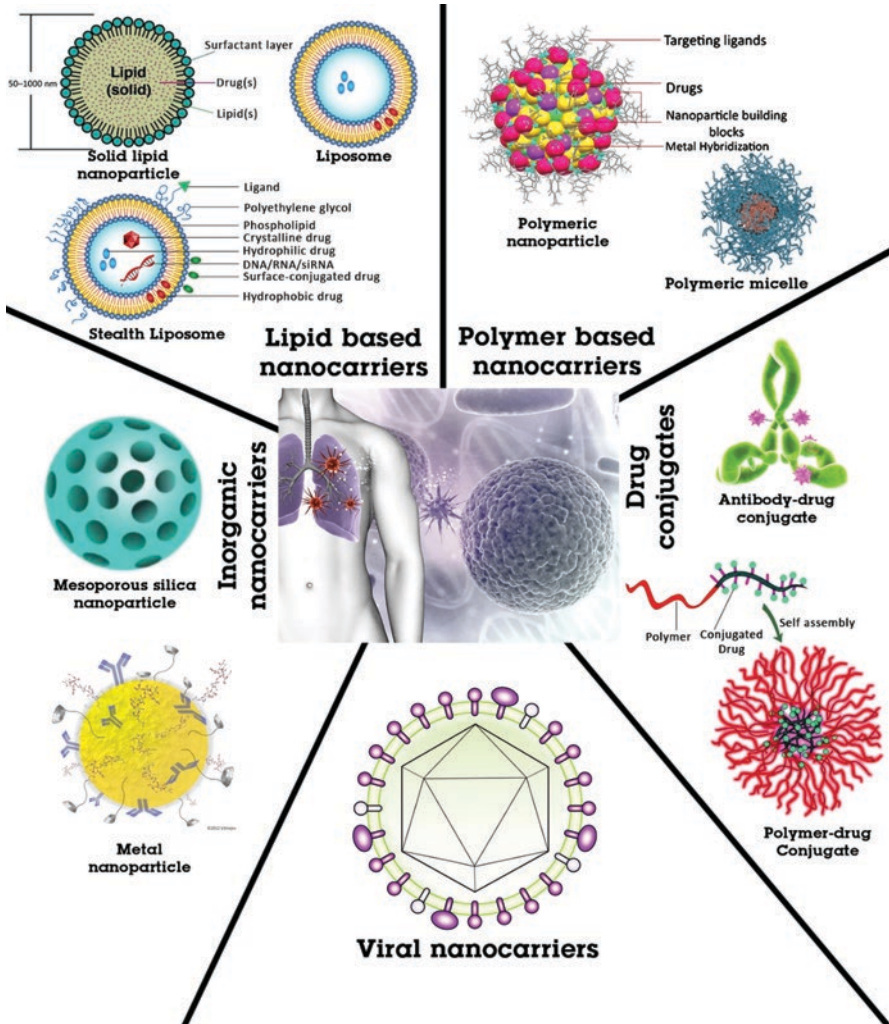 50–1000 nm
Lipid
(solid)
Surfactant layer
Drug(s)
Lipid(s)
Solid lipid
nanoparticle
Liposome
Ligand
Polyethylene glycol
Phospholipid
Crystalline drug
Hydrophilic drug
DNA/RNA/siRNA
Surface-conjugated drug
Hydrophobic drug
Stealth Liposome
Lipid based
nanocarriers
Targeting ligands
Drugs
Nanoparticle building
blocks
Metal Hybridization
Polymeric
nanoparticle
Polymeric micelle
Polymer based
nanocarriers
Inorganic
nanocarriers
Mesoporous silica
nanoparticle
Metal
nanoparticle
Drug
conjugates
Antibody-drug
conjugate
Polymer
Conjugated
Drug
Self assembly
Polymer-drug
Conjugate
Viral nanocarriers